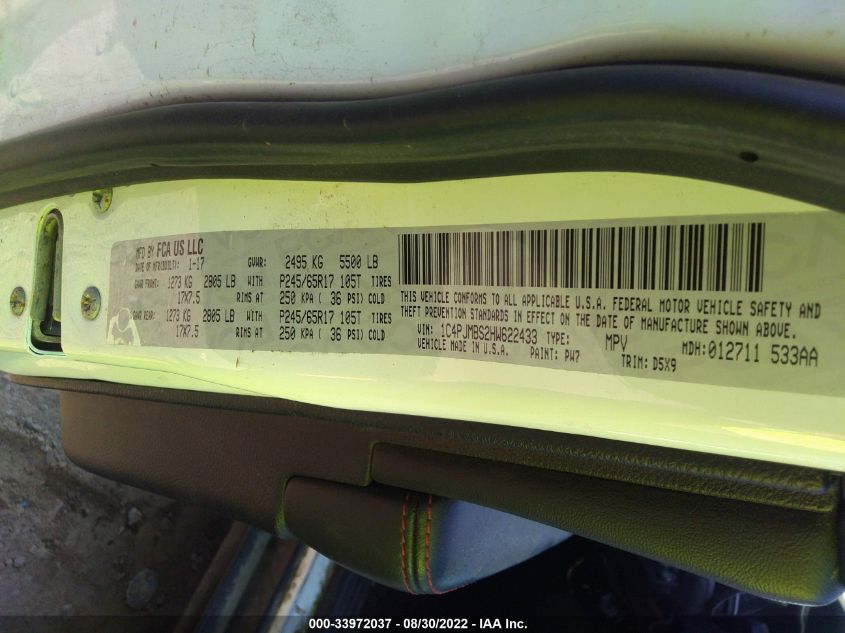 MFD BY FCA US LLC
DATE OF MFR(BILITY): 1-17 GVWR: 2495 KG 5500 LB
GAWR FRONT: 1273 KG 2805 LB WITH P245/65R17 105T TIRES
17X7.5 RIMS AT 250 KPA ( 36 PSI) COLD
GAWR REAR: 1273 KG 2805 LB WITH P245/65R17 105T TIRES
17X7.5 RIMS AT 250 KPA ( 36 PSI) COLD
THIS VEHICLE CONFORMS TO ALL APPLICABLE U.S.A. FEDERAL MOTOR VEHICLE SAFETY AND
THEFT PREVENTION STANDARDS IN EFFECT ON THE DATE OF MANUFACTURE SHOWN ABOVE.
VIN: 1C4PJMBS2HW622433 TYPE: MPV MDH: 012711 533AA
VEHICLE MADE IN U.S.A. PAINT: PW7 TRIM: D5X9
000-33972037 - 08/30/2022 - IAA Inc.